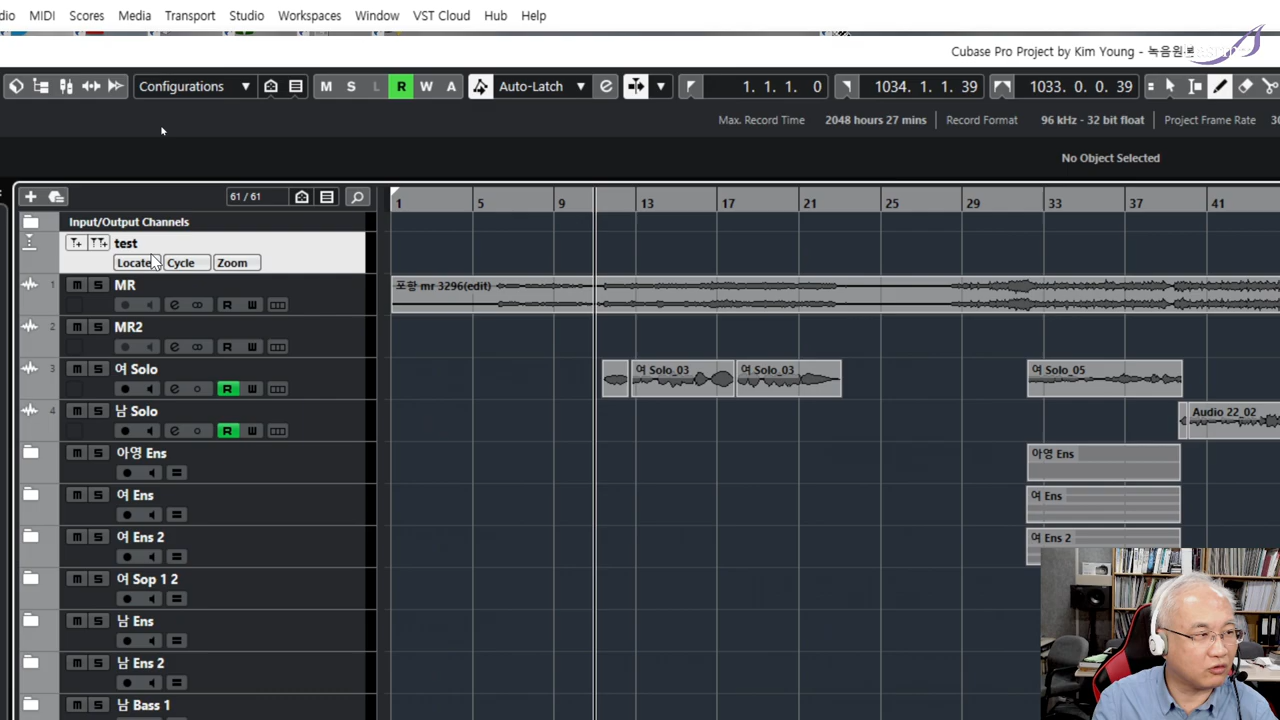 dio MIDI Scores Media Transport Studio Workspaces Window VST Cloud Hub Help
Cubase Pro Project by Kim Young - 녹음원본
Configurations M S L R W A Auto-Latch 1. 1. 1. 0 1034. 1. 1. 39 1033. 0. 0. 39
Max. Record Time 2048 hours 27 mins Record Format 96 kHz - 32 bit float Project Frame Rate 30
No Object Selected
61 / 61 1 5 9 13 17 21 25 29 33 37 41
Input/Output Channels
test
Locate Cycle Zoom
1 m S MR 포항 mr 3296(edit)
e R W
2 m S MR2
e R W
3 m S 여 Solo 여 Solo_03 여 Solo_03 여 Solo_05
e R W
4 m S 남 Solo Audio 22_02
e R W
m S 아영 Ens 아영 Ens
m S 여 Ens 여 Ens
m S 여 Ens 2 여 Ens 2
m S 여 Sop 1 2
m S 남 Ens
m S 남 Ens 2
m S 남 Bass 1